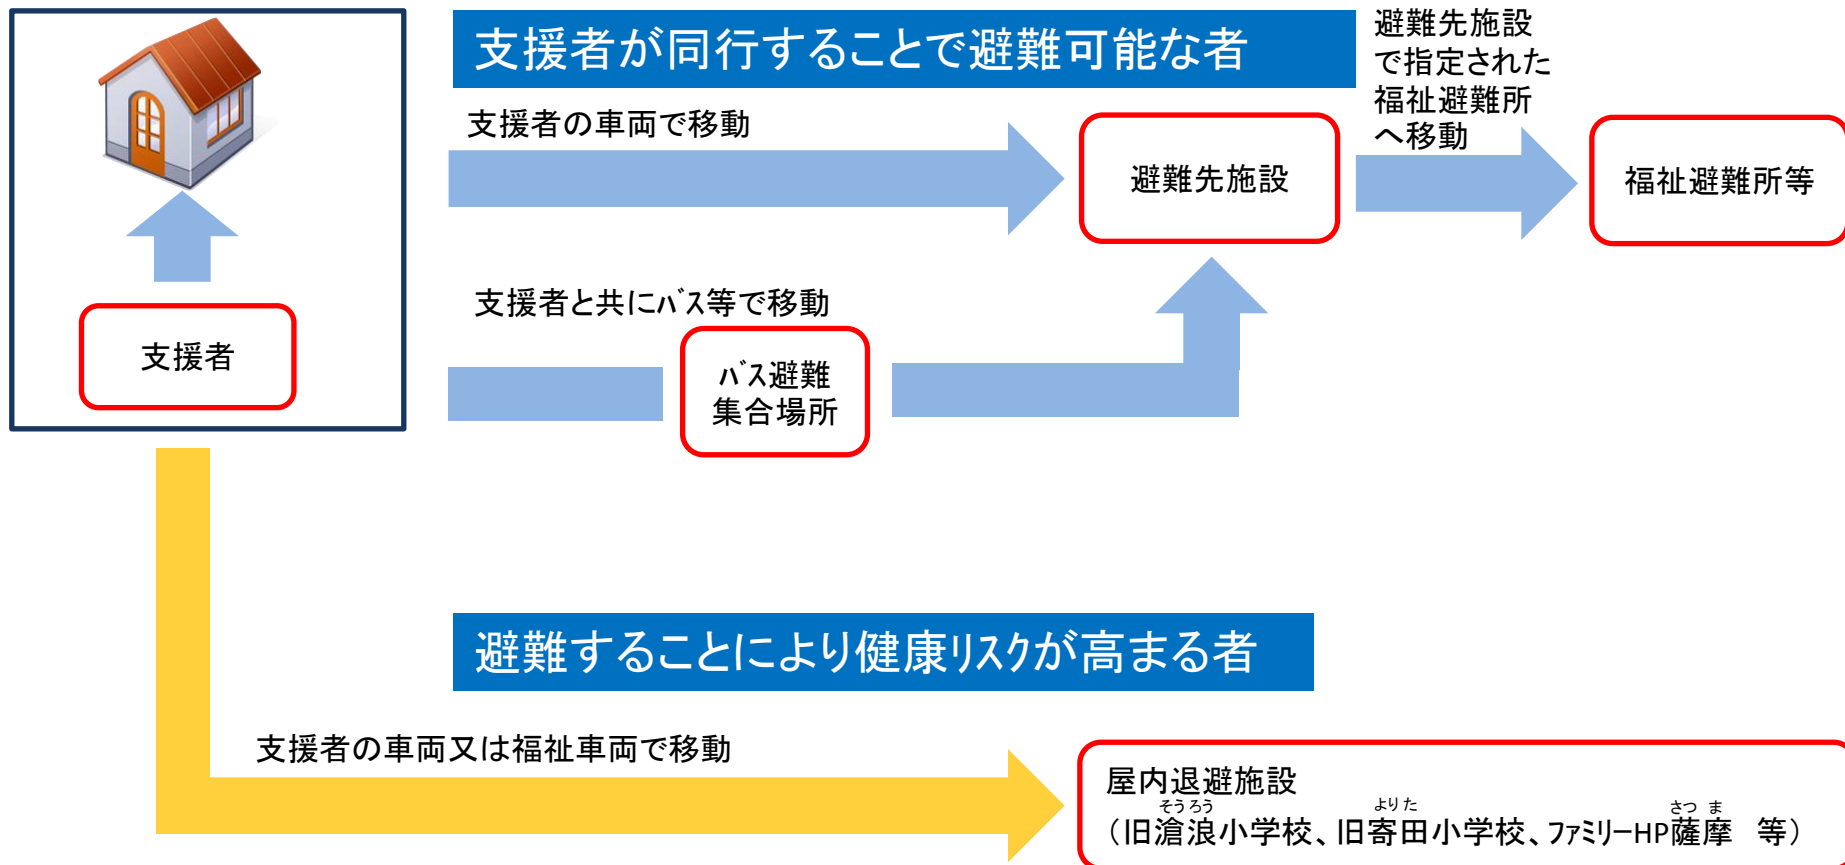 支援者が同行することで避難可能な者
避難先施設
で指定された
福祉避難所
へ移動
支援者の車両で移動
避難先施設
福祉避難所等
支援者と共にﾊﾞｽ等で移動
支援者
ﾊﾞｽ避難
集合場所
避難することにより健康ﾘｽｸが高まる者
支援者の車両又は福祉車両で移動
屋内退避施設
そうろう よりた さつ ま
（旧滄浪小学校、旧寄田小学校、ﾌｧﾐﾘｰHP薩摩　等）